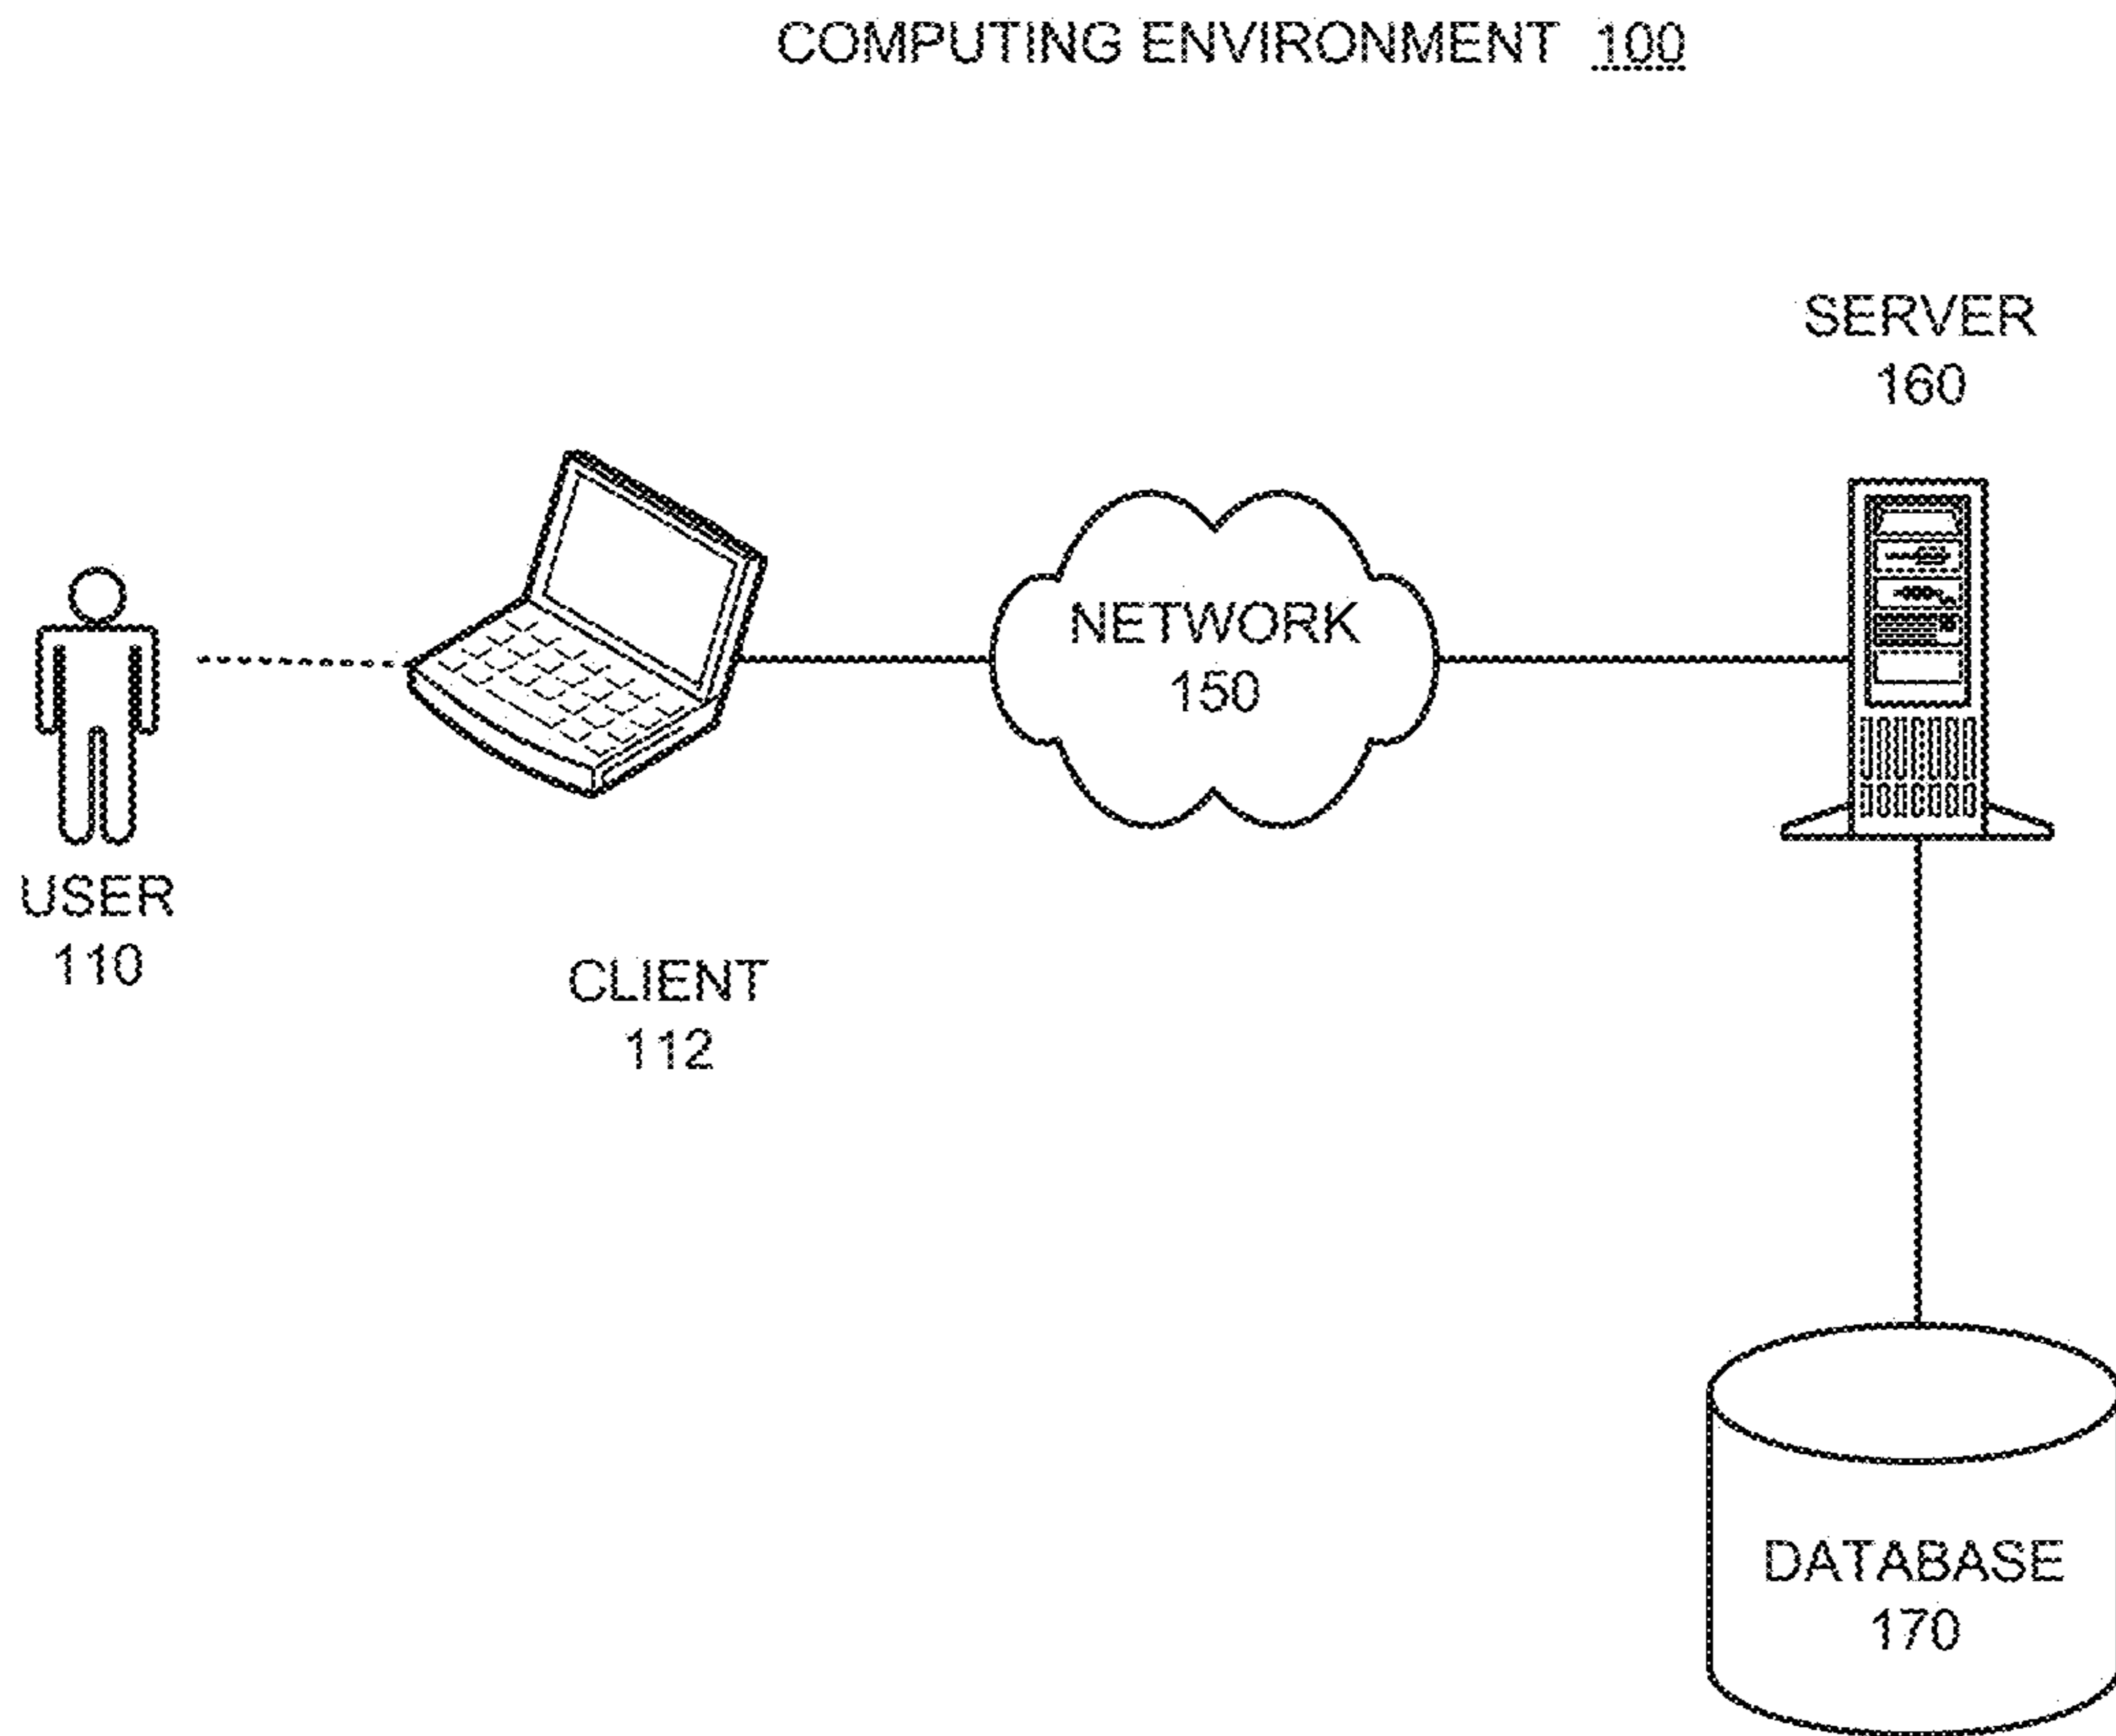 COMPUTING ENVIRONMENT 100
SERVER
160
NETWORK
150
USER
110
CLIENT
112
DATABASE
170